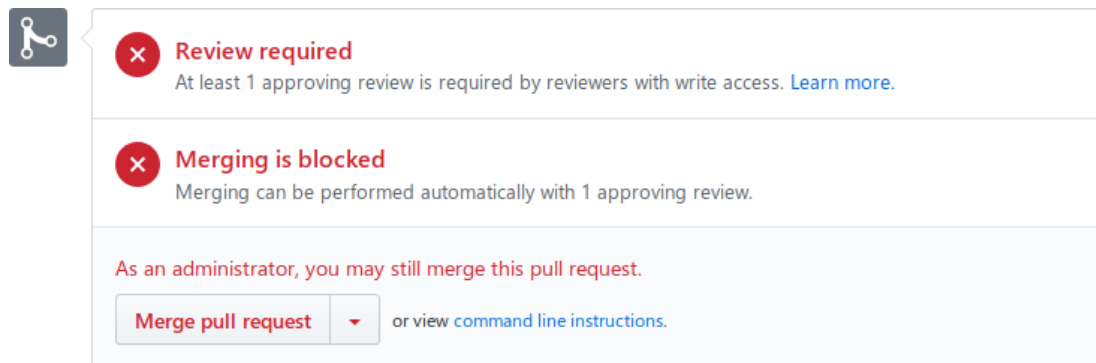 Review required
At least 1 approving review is required by reviewers with write access. Learn more.
Merging is blocked
Merging can be performed automatically with 1 approving review.
As an administrator, you may still merge this pull request.
Merge pull request or view command line instructions.